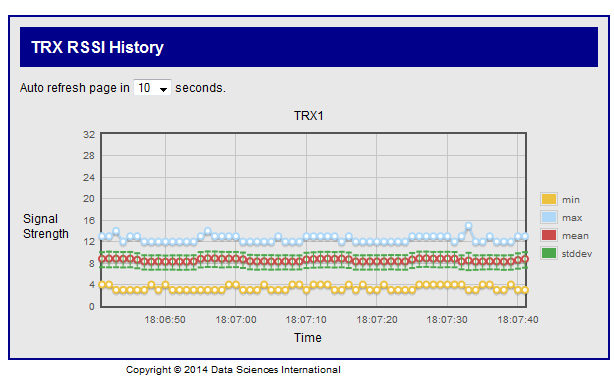 TRX RSSI History
Auto refresh page in 10 seconds.
TRX1
32
28
24
20
16
12
8
4
0
Signal
Strength
min
max
mean
stddev
18:06:50 18:07:00 18:07:10 18:07:20 18:07:30 18:07:40
Time
Copyright © 2014 Data Sciences International